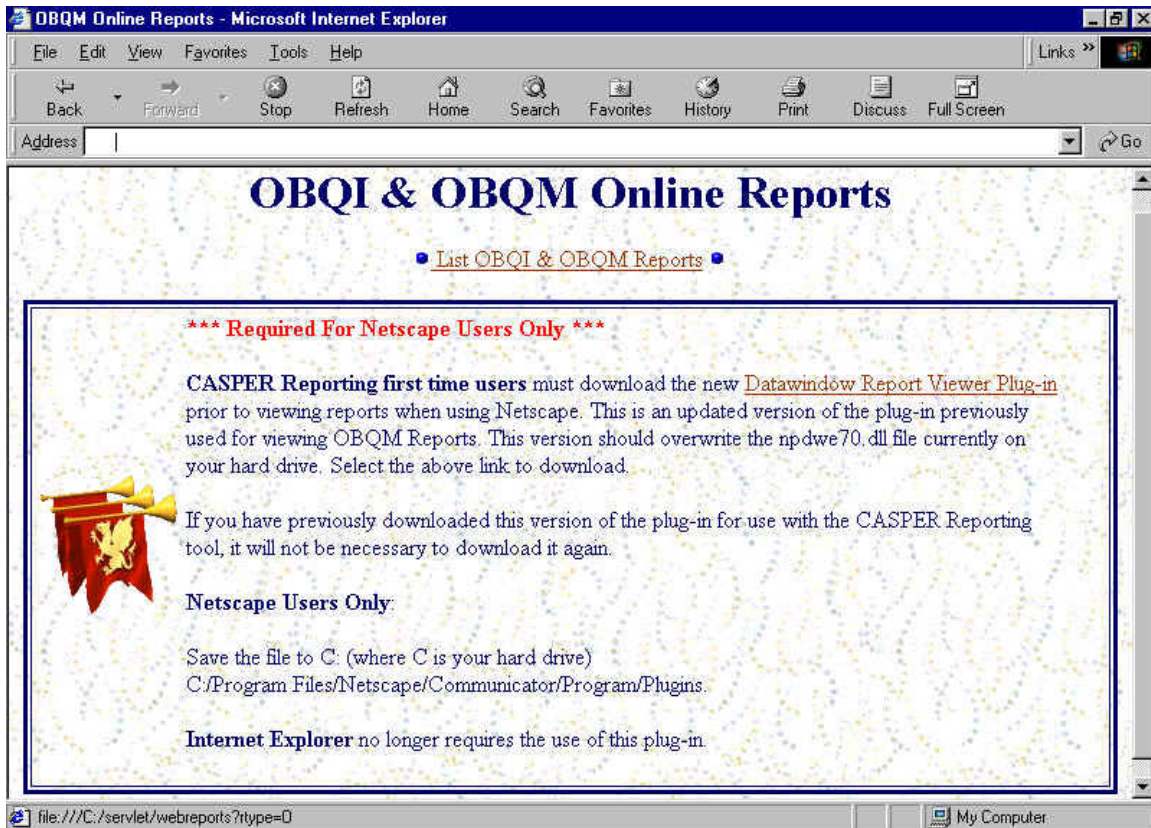 OBQM Online Reports - Microsoft Internet Explorer
File Edit View Favorites Tools Help Links »
Back Forward Stop Refresh Home Search Favorites History Print Discuss Full Screen
Address Go
OBQI & OBQM Online Reports
List OBQI & OBQM Reports
*** Required For Netscape Users Only ***
CASPER Reporting first time users must download the new Datawindow Report Viewer Plug-in
prior to viewing reports when using Netscape. This is an updated version of the plug-in previously
used for viewing OBQM Reports. This version should overwrite the npdwe70.dll file currently on
your hard drive. Select the above link to download.
If you have previously downloaded this version of the plug-in for use with the CASPER Reporting
tool, it will not be necessary to download it again.
Netscape Users Only:
Save the file to C: (where C is your hard drive)
C:/Program Files/Netscape/Communicator/Program/Plugins.
Internet Explorer no longer requires the use of this plug-in.
file:///C:/servlet/webreports?rtype=O My Computer